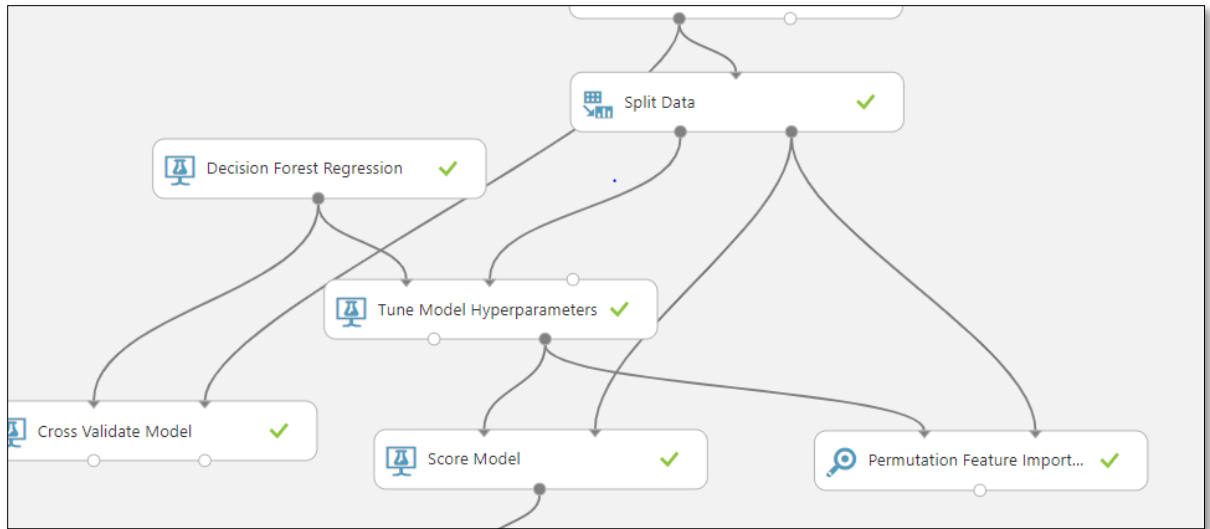 Split Data
Decision Forest Regression
Tune Model Hyperparameters
Cross Validate Model
Score Model
Permutation Feature Import...